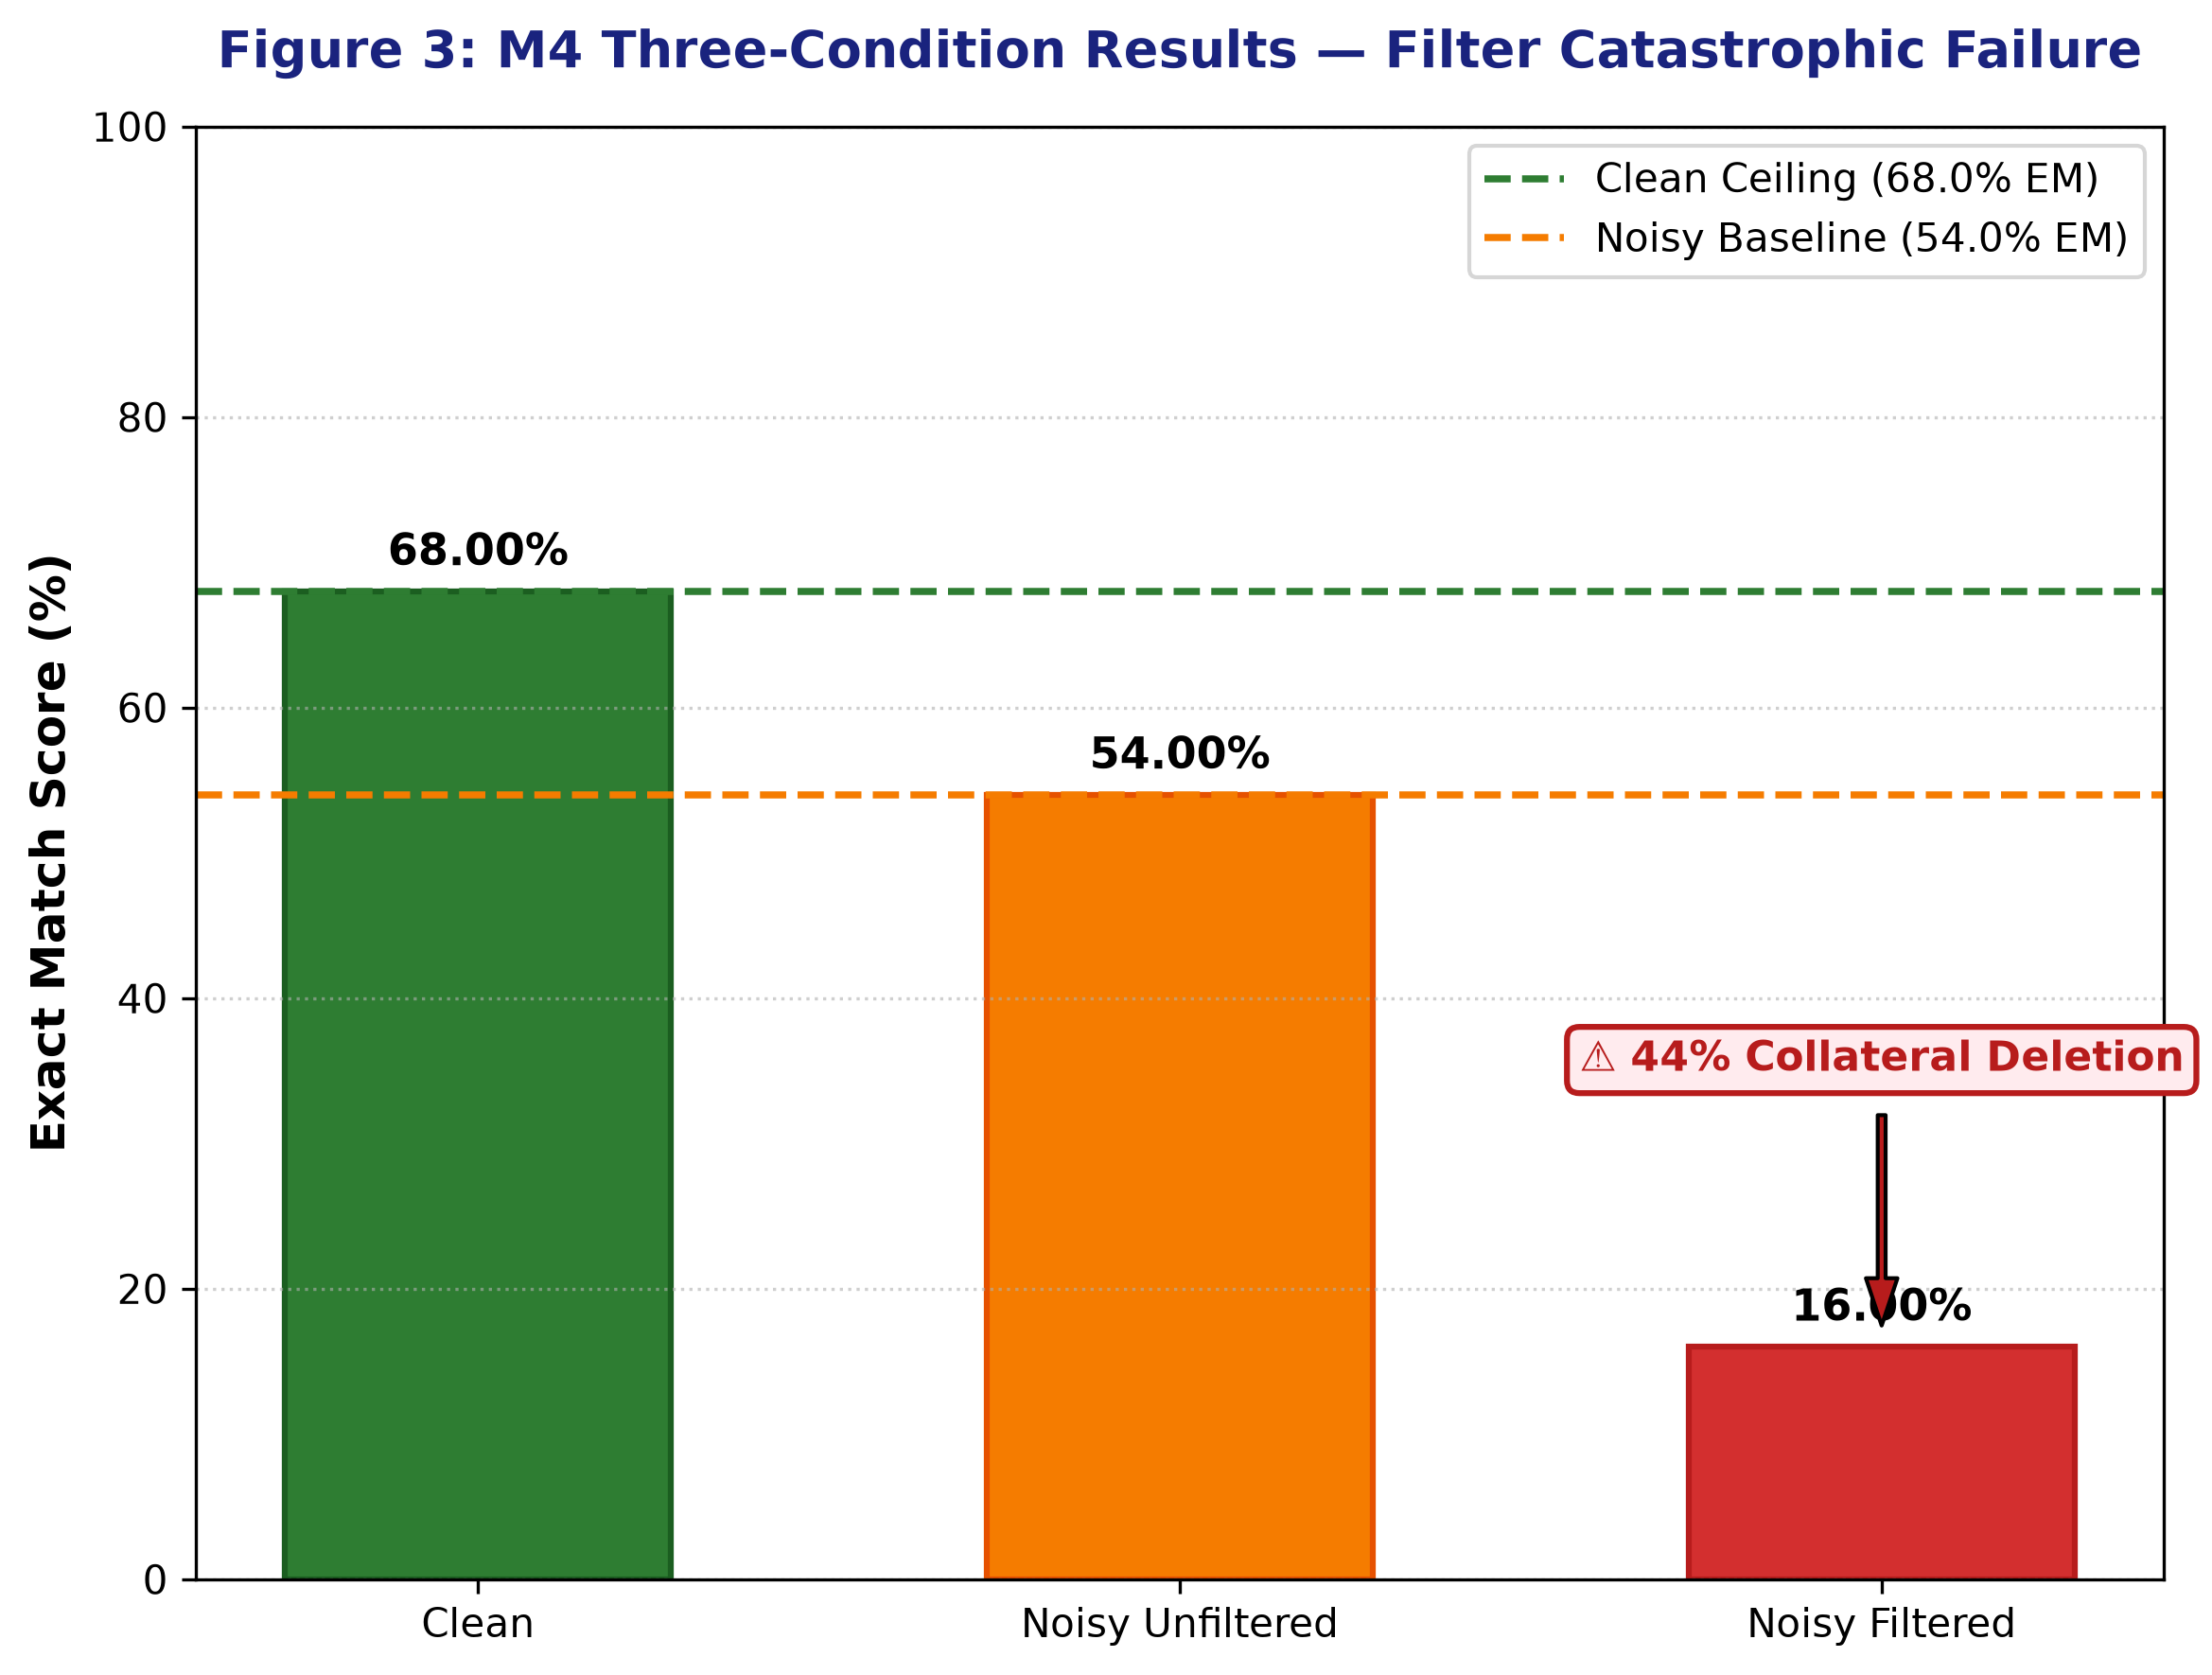 Figure 3: M4 Three-Condition Results — Filter Catastrophic Failure
100
80
60
40
20
0
Exact Match Score (%)
Clean Ceiling (68.0% EM)
Noisy Baseline (54.0% EM)
68.00%
54.00%
⚠ 44% Collateral Deletion
16.00%
Clean
Noisy Unfiltered
Noisy Filtered